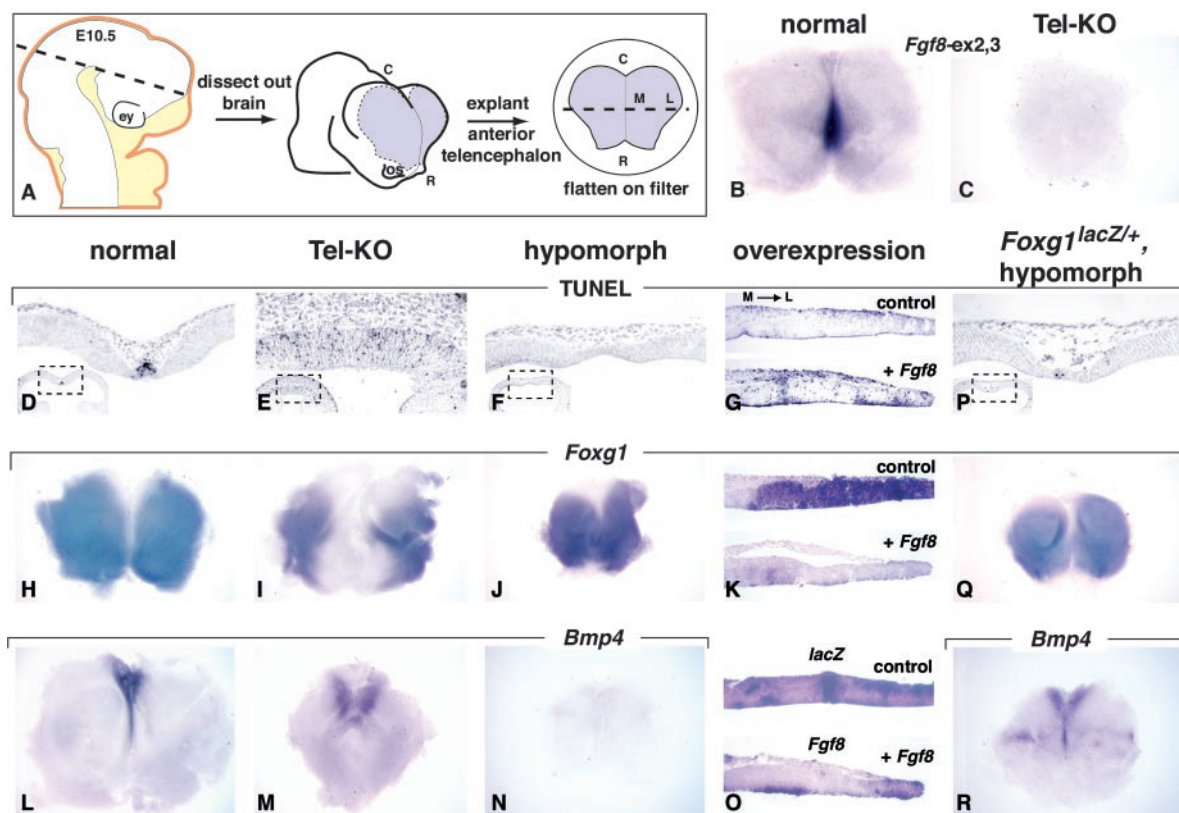 E10.5
ey
A
dissect out
brain
C
los
R
explant
anterior
telencephalon
C
M L
R
flatten on filter
normal Tel-KO
Fgf8-ex2,3
B C
normal Tel-KO hypomorph overexpression Foxg1lacZ/+,
hypomorph
TUNEL
M L control
+ Fgf8
D E F G P
Foxg1
control
+ Fgf8
H I J K Q
Bmp4 Bmp4
lacZ control
Fgf8 + Fgf8
L M N O R